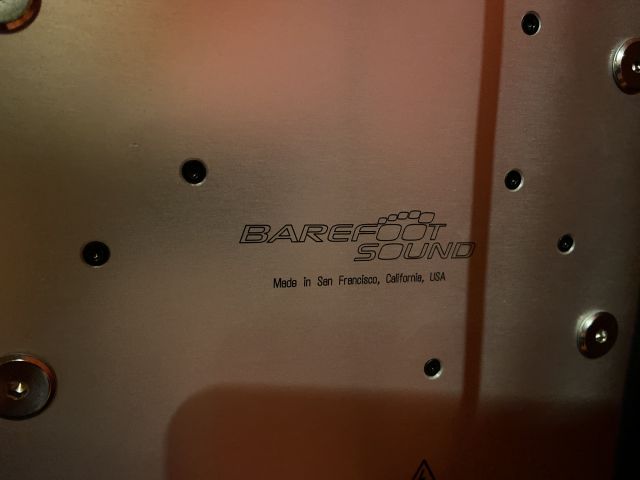 BAREFOOT
SOUND
Made in San Francisco, California, USA